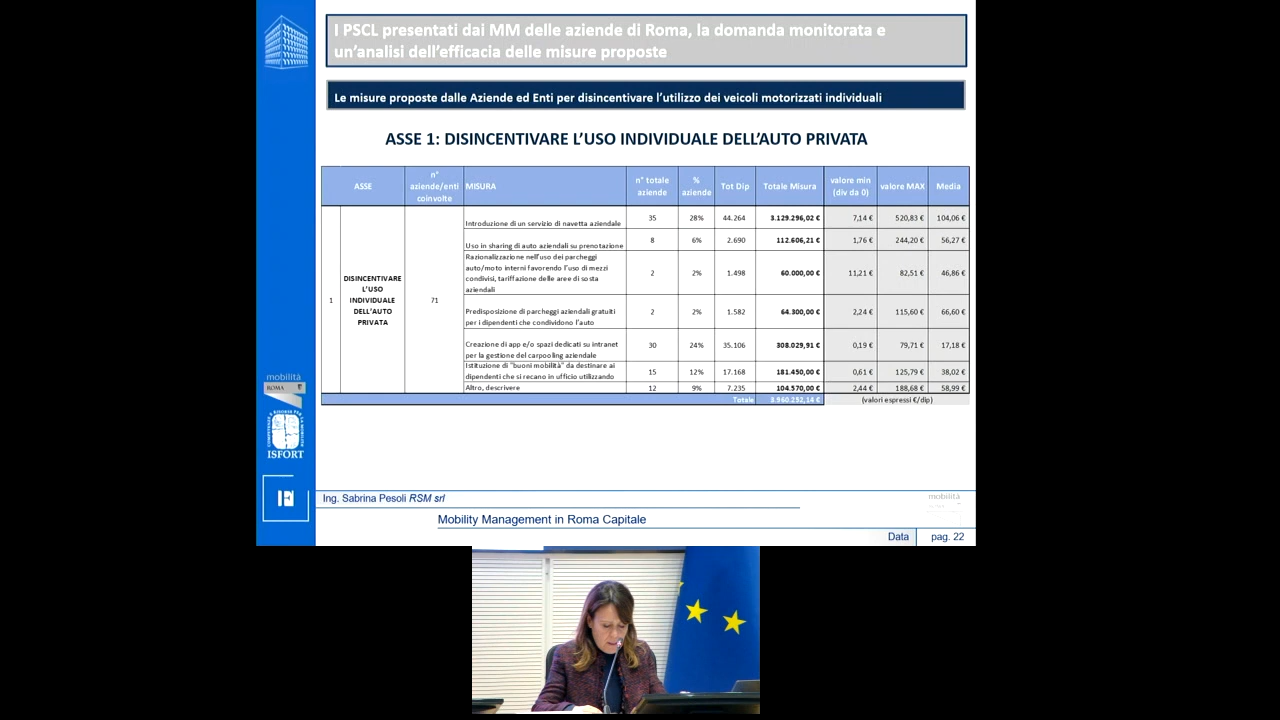 I PSCL presentati dai MM delle aziende di Roma, la domanda monitorata e
un'analisi dell'efficacia delle misure proposte
Le misure proposte dalle Aziende ed Enti per disincentivare l'utilizzo dei veicoli motorizzati individuali
ASSE 1: DISINCENTIVARE L'USO INDIVIDUALE DELL'AUTO PRIVATA
ASSE
n°
aziende/enti
coinvolte
MISURA
n° totale
aziende
%
aziende
Tot Dip
Totale Misura
valore min
(div da 0)
valore MAX
Media
1
DISINCENTIVARE
L'USO
INDIVIDUALE
DELL'AUTO
PRIVATA
71
Introduzione di un servizio di navetta aziendale
35
28%
44.264
3.129.296,02 €
7,14 €
520,83 €
104,06 €
Uso in sharing di auto aziendali su prenotazione
8
6%
2.690
112.606,21 €
1,76 €
244,20 €
56,27 €
Razionalizzazione nell'uso dei parcheggi
auto/moto interni favorendo l'uso di mezzi
condivisi, tariffazione delle aree di sosta
aziendali
2
2%
1.498
60.000,00 €
11,21 €
82,51 €
46,86 €
Predisposizione di parcheggi aziendali gratuiti
per i dipendenti che condividono l'auto
2
2%
1.582
64.300,00 €
2,24 €
115,60 €
66,60 €
Creazione di app e/o spazi dedicati su intranet
per la gestione del carpooling aziendale
30
24%
35.106
308.029,91 €
0,19 €
79,71 €
17,18 €
Istituzione di "buoni mobilità" da destinare ai
dipendenti che si recano in ufficio utilizzando
15
12%
17.168
181.450,00 €
0,61 €
125,79 €
38,02 €
Altro, descrivere
12
9%
7.235
104.570,00 €
2,44 €
188,68 €
58,99 €
Totale
3.960.252,14 €
(valori espressi €/dip)
mobilità
ROMA
COMPETENZE E RISORSE PER LA MOBILITÀ
ISFORT
Ing. Sabrina Pesoli RSM srl
mobilità
Mobility Management in Roma Capitale
Data
pag. 22